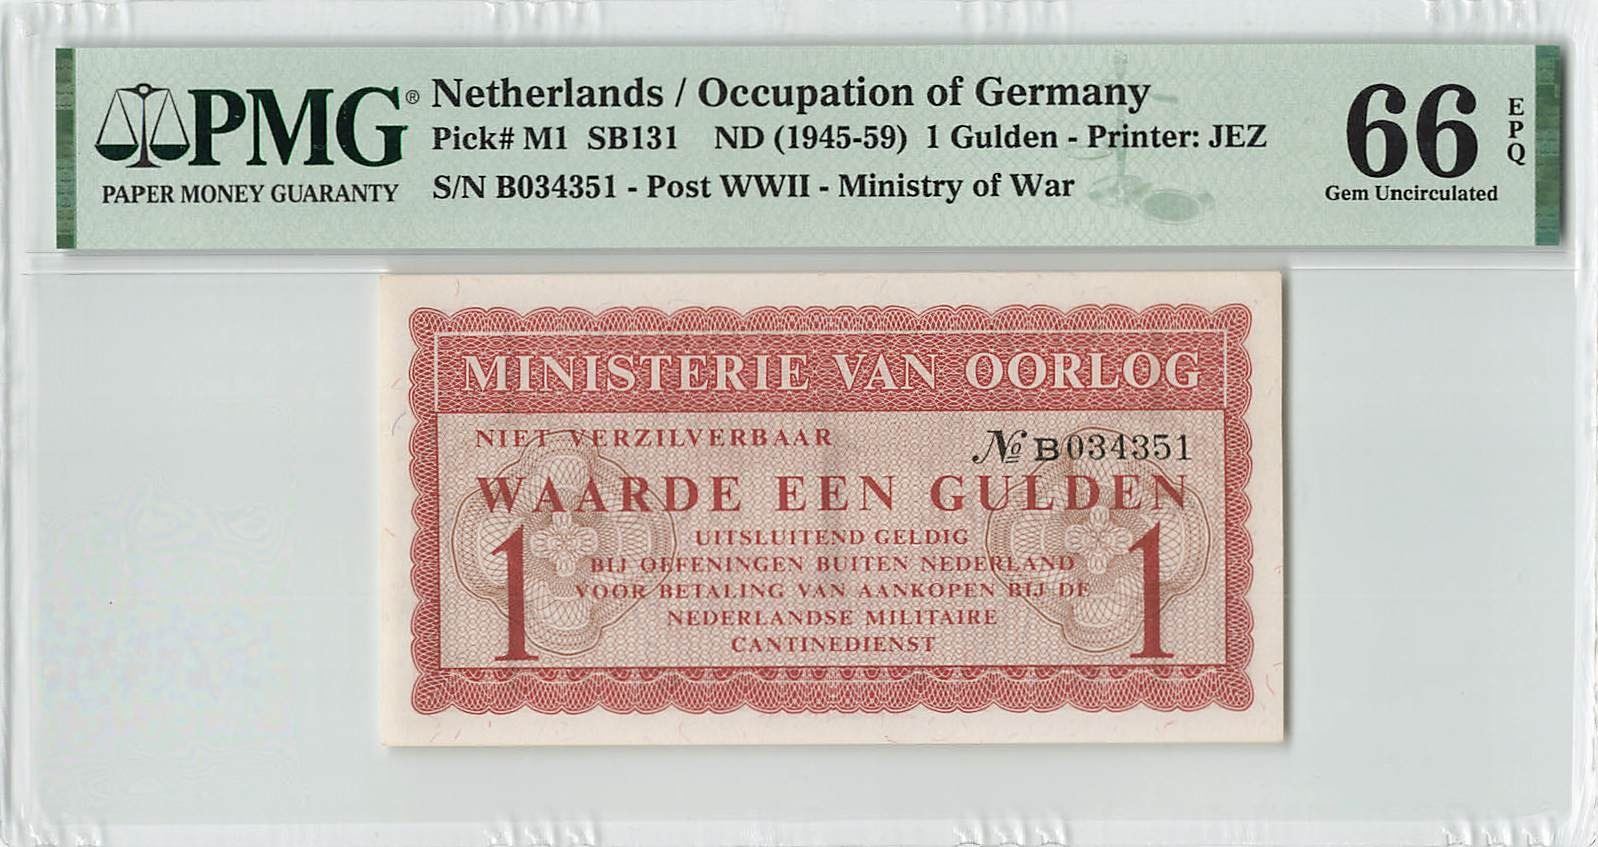 PMG®
PAPER MONEY GUARANTY
Netherlands / Occupation of Germany
Pick# M1 SB131 ND (1945-59) 1 Gulden - Printer: JEZ
S/N B034351 - Post WWII - Ministry of War
66 EPQ
Gem Uncirculated
MINISTERIE VAN OORLOG
NIET VERZILVERBAAR
№ B034351
WAARDE EEN GULDEN
1 1
UITSLUITEND GELDIG
BIJ OEFENINGEN BUITEN NEDERLAND
VOOR BETALING VAN AANKOPEN BIJ DE
NEDERLANDSE MILITAIRE
CANTINEDIENST